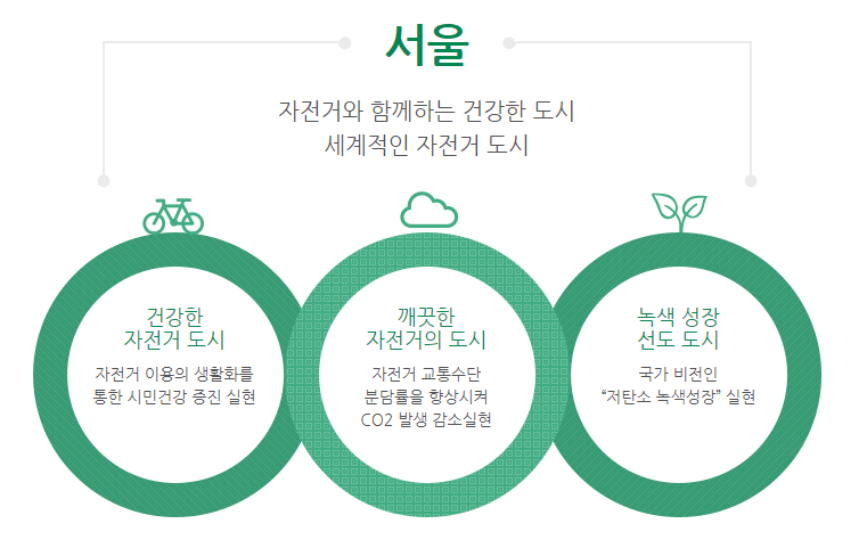 서울
자전거와 함께하는 건강한 도시
세계적인 자전거 도시
건강한
자전거 도시
자전거 이용의 생활화를
통한 시민건강 증진 실현
깨끗한
자전거의 도시
자전거 교통수단
분담률을 향상시켜
CO2 발생 감소실현
녹색 성장
선도 도시
국가 비전인
“저탄소 녹색성장” 실현